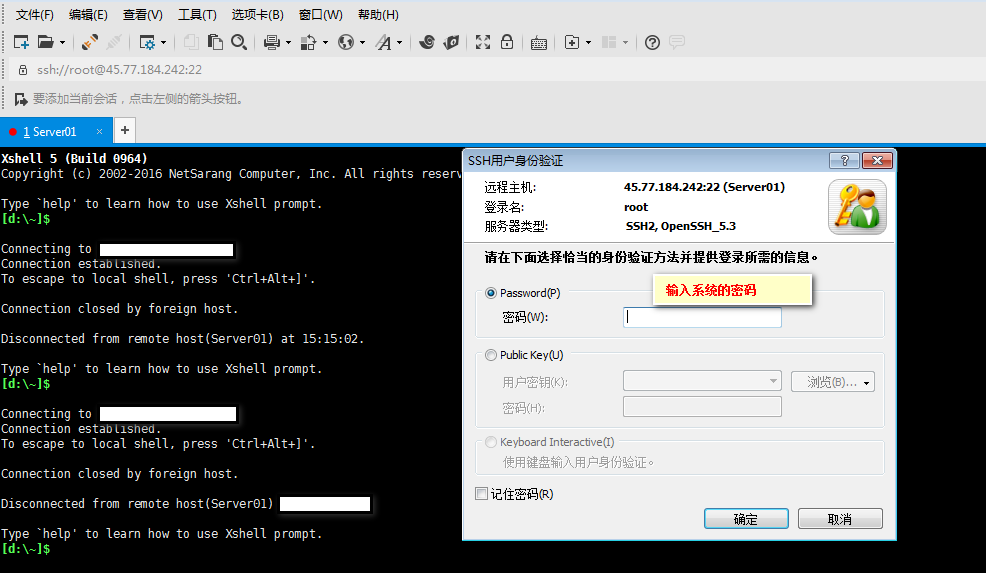 文件(F) 编辑(E) 查看(V) 工具(T) 选项卡(B) 窗口(W) 帮助(H)
ssh://root@45.77.184.242:22
要添加当前会话，点击左侧的箭头按钮。
1 Server01
Xshell 5 (Build 0964)
Copyright (c) 2002-2016 NetSarang Computer, Inc. All rights reserv
Type `help' to learn how to use Xshell prompt.
[d:\~]$
Connecting to
Connection established.
To escape to local shell, press 'Ctrl+Alt+]'.
Connection closed by foreign host.
Disconnected from remote host(Server01) at 15:15:02.
Type `help' to learn how to use Xshell prompt.
[d:\~]$
Connecting to
Connection established.
To escape to local shell, press 'Ctrl+Alt+]'.
Connection closed by foreign host.
Disconnected from remote host(Server01)
Type `help' to learn how to use Xshell prompt.
[d:\~]$
SSH用户身份验证
远程主机: 45.77.184.242:22 (Server01)
登录名: root
服务器类型: SSH2, OpenSSH_5.3
请在下面选择恰当的身份验证方法并提供登录所需的信息。
输入系统的密码
Password(P)
密码(W):
Public Key(U)
用户密钥(K): 浏览(B)...
密码(H):
Keyboard Interactive(I)
使用键盘输入用户身份验证。
记住密码(R)
确定 取消